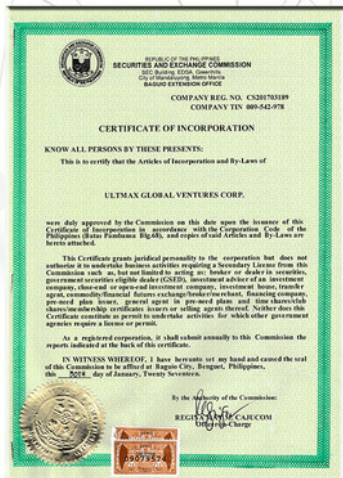 REPUBLIC OF THE PHILIPPINES
SECURITIES AND EXCHANGE COMMISSION
SEC Building, EDSA, Greenhills
City of Mandaluyong, Metro Manila
BAGUIO EXTENSION OFFICE
COMPANY REG. NO. CS201703189
COMPANY TIN 009-542-978
CERTIFICATE OF INCORPORATION
KNOW ALL PERSONS BY THESE PRESENTS:
This is to certify that the Articles of Incorporation and By-Laws of
ULTMAX GLOBAL VENTURES CORP.
were duly approved by the Commission on this date upon the issuance of this
Certificate of Incorporation in accordance with the Corporation Code of the
Philippines (Batas Pambansa Blg.68), and copies of said Articles and By-Laws are
hereto attached.
This Certificate grants juridical personality to the corporation but does not
authorize it to undertake business activities requiring a Secondary License from this
Commission such as, but not limited to acting as: broker or dealer in securities,
government securities eligible dealer (GSED), investment adviser of an investment
company, close-end or open-end investment company, investment house, transfer
agent, commodity/financial futures exchange/broker/merchant, financing company,
pre-need plan issuer, general agent in pre-need plans and time shares/club
shares/membership certificates issuers or selling agents thereof. Neither does this
Certificate constitute as permit to undertake activities for which other government
agencies require a license or permit.
As a registered corporation, it shall submit annually to this Commission the
reports indicated at the back of this certificate.
IN WITNESS WHEREOF, I have hereunto set my hand and caused the seal
of this Commission to be affixed at Baguio City, Benguet, Philippines,
this day of January, Twenty Seventeen.
By the Authority of the Commission:
CAJUCOM
Officer-in-Charge